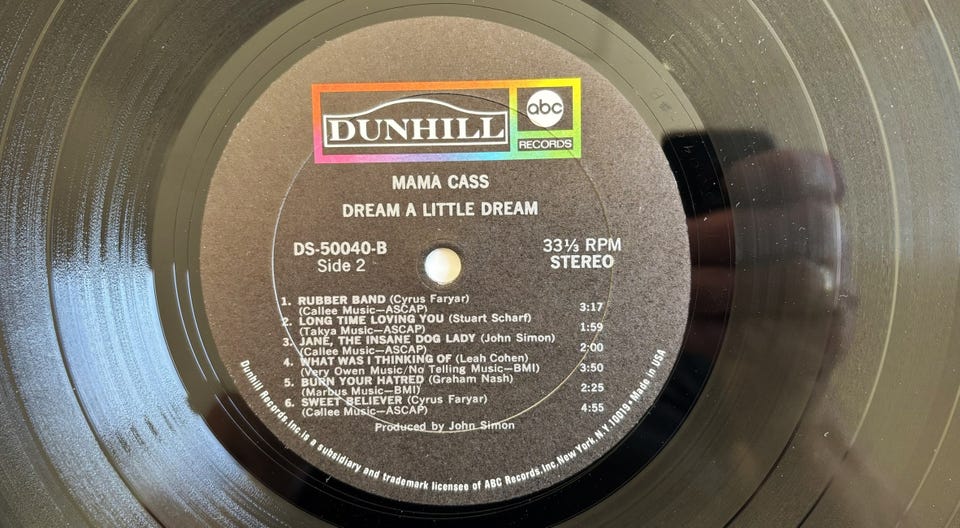 DUNHILL
abc
RECORDS
MAMA CASS
DREAM A LITTLE DREAM
DS-50040-B
Side 2
33⅓ RPM
STEREO
1. RUBBER BAND (Cyrus Faryar)
(Callee Music—ASCAP) 3:17
2. LONG TIME LOVING YOU (Stuart Scharf)
(Takya Music—ASCAP) 1:59
3. JANE, THE INSANE DOG LADY (John Simon)
(Callee Music—ASCAP) 2:00
4. WHAT WAS I THINKING OF (Leah Cohen)
(Very Owen Music/No Telling Music—BMI) 3:50
5. BURN YOUR HATRED (Graham Nash)
(Marbus Music—BMI) 2:25
6. SWEET BELIEVER (Cyrus Faryar)
(Callee Music—ASCAP) 4:55
Produced by John Simon
Dunhill Records,Inc.is a subsidiary and trademark licensee of ABC Records,Inc,New York,N.Y.10019•Made in USA